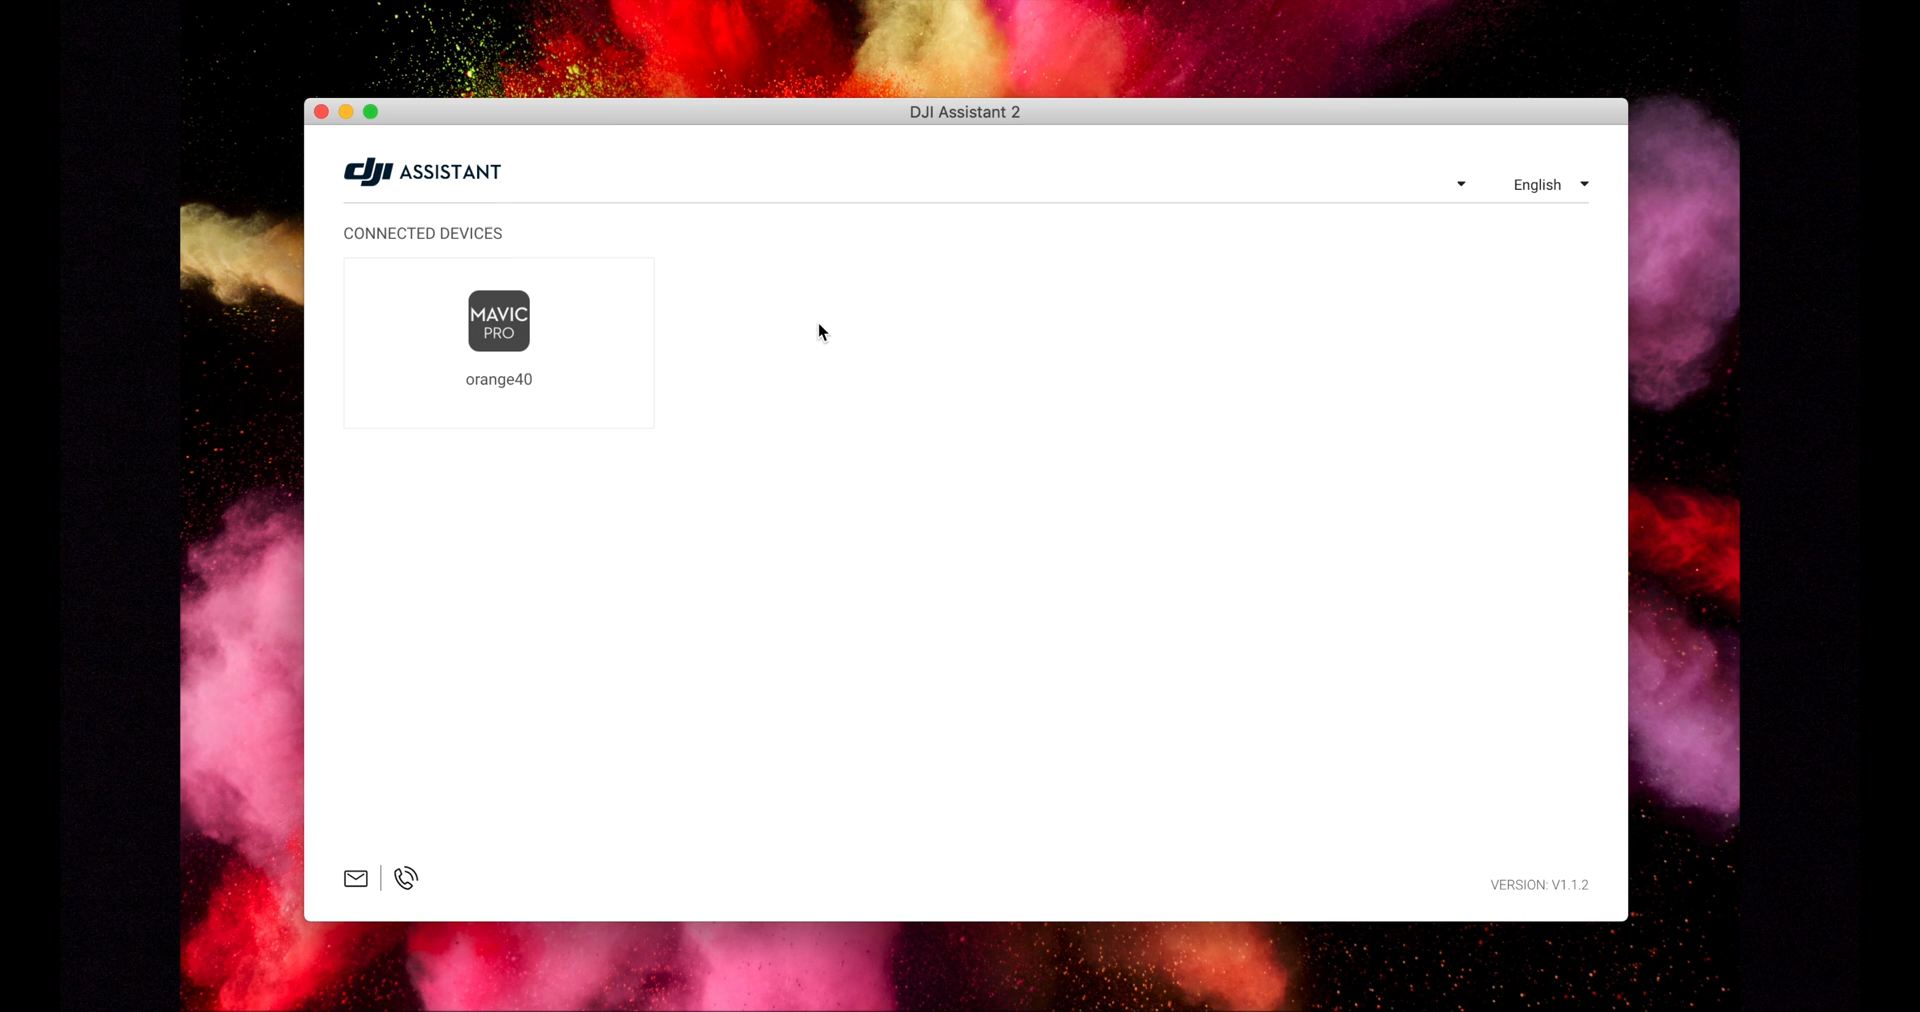 DJI Assistant 2
dji ASSISTANT
English
CONNECTED DEVICES
MAVIC
PRO
orange40
VERSION: V1.1.2